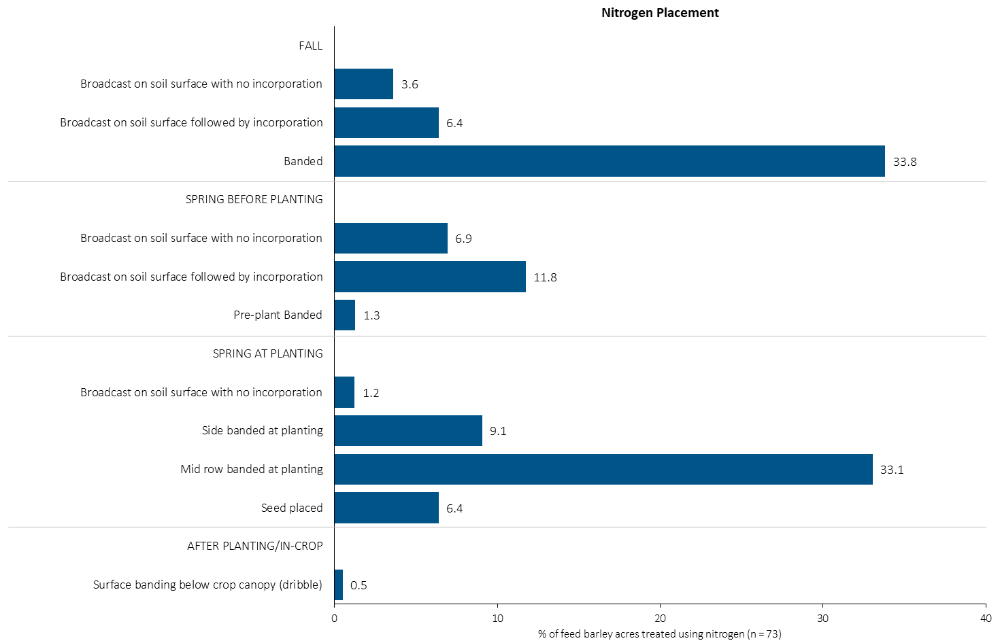 Nitrogen Placement
FALL
Broadcast on soil surface with no incorporation 3.6
Broadcast on soil surface followed by incorporation 6.4
Banded 33.8
SPRING BEFORE PLANTING
Broadcast on soil surface with no incorporation 6.9
Broadcast on soil surface followed by incorporation 11.8
Pre-plant Banded 1.3
SPRING AT PLANTING
Broadcast on soil surface with no incorporation 1.2
Side banded at planting 9.1
Mid row banded at planting 33.1
Seed placed 6.4
AFTER PLANTING/IN-CROP
Surface banding below crop canopy (dribble) 0.5
0 10 20 30 40
% of feed barley acres treated using nitrogen (n = 73)